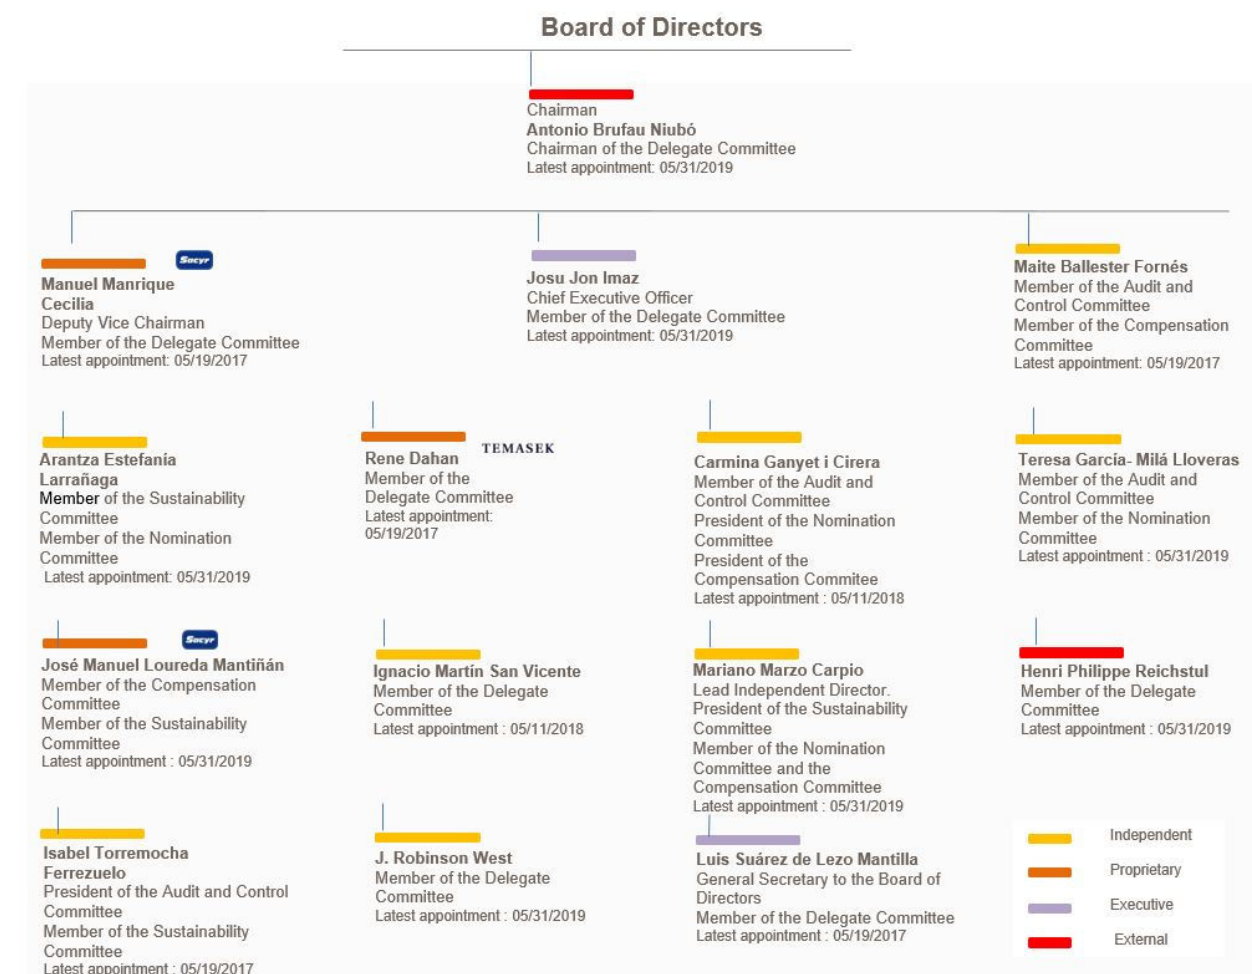 Board of Directors
Chairman
Antonio Brufau Niubó
Chairman of the Delegate Committee
Latest appointment: 05/31/2019
Sacyr
Manuel Manrique
Cecilia
Deputy Vice Chairman
Member of the Delegate Committee
Latest appointment: 05/19/2017
Josu Jon Imaz
Chief Executive Officer
Member of the Delegate Committee
Latest appointment: 05/31/2019
Maite Ballester Fornés
Member of the Audit and
Control Committee
Member of the Compensation
Committee
Latest appointment: 05/19/2017
Arantza Estefanía
Larrañaga
Member of the Sustainability
Committee
Member of the Nomination
Committee
Latest appointment: 05/31/2019
TEMASEK
Rene Dahan
Member of the
Delegate Committee
Latest appointment:
05/19/2017
Carmina Ganyet i Cirera
Member of the Audit and
Control Committee
President of the Nomination
Committee
President of the
Compensation Commitee
Latest appointment : 05/11/2018
Teresa García- Milá Lloveras
Member of the Audit and
Control Committee
Member of the Nomination
Committee
Latest appointment : 05/31/2019
Sacyr
José Manuel Loureda Mantiñán
Member of the Compensation
Committee
Member of the Sustainability
Committee
Latest appointment : 05/31/2019
Ignacio Martín San Vicente
Member of the Delegate
Committee
Latest appointment : 05/11/2018
Mariano Marzo Carpio
Lead Independent Director.
President of the Sustainability
Committee
Member of the Nomination
Committee and the
Compensation Committee
Latest appointment : 05/31/2019
Henri Philippe Reichstul
Member of the Delegate
Committee
Latest appointment : 05/31/2019
Isabel Torremocha
Ferrezuelo
President of the Audit and Control
Committee
Member of the Sustainability
Committee
Latest appointment : 05/19/2017
J. Robinson West
Member of the Delegate
Committee
Latest appointment : 05/31/2019
Luis Suárez de Lezo Mantilla
General Secretary to the Board of
Directors
Member of the Delegate Committee
Latest appointment : 05/19/2017
Independent
Proprietary
Executive
External